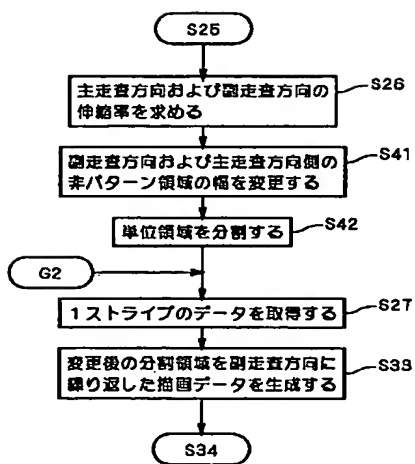 S25
主走査方向および副走査方向の
伸縮率を求める
S26
副走査方向および主走査方向側の
非パターン領域の幅を変更する
S41
単位領域を分割する
S42
G2
1ストライプのデータを取得する
S27
変更後の分割領域を副走査方向に
繰り返した描画データを生成する
S33
S34